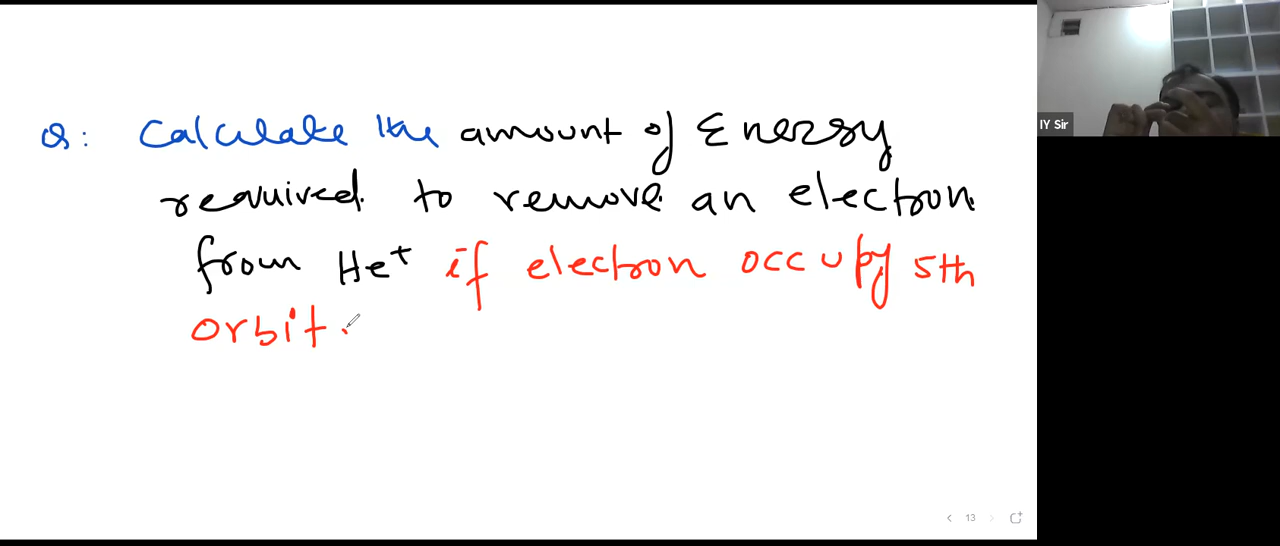 Q: Calculate the amount of Energy
required to remove an electron
from He+ if electron occupy 5th
orbit.
IY Sir
13